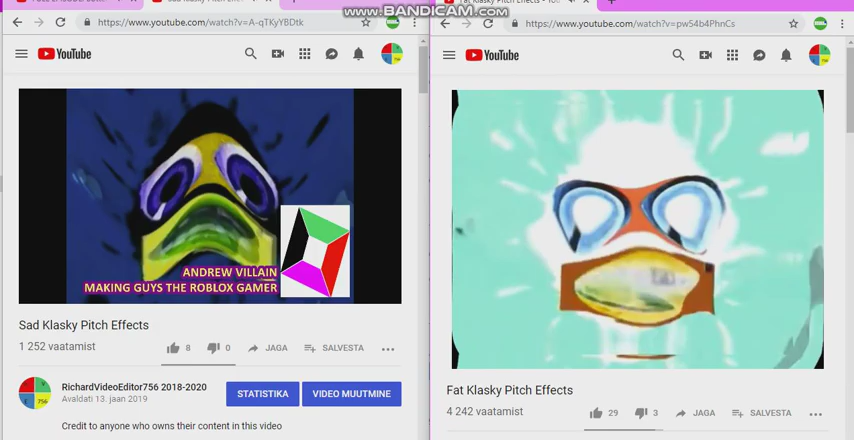 www.BANDICAM.com
https://www.youtube.com/watch?v=A-qTKyYBDtk
YouTube
ANDREW VILLAIN
MAKING GUYS THE ROBLOX GAMER
Sad Klasky Pitch Effects
1 252 vaatamist
8
0
JAGA
SALVESTA
RichardVideoEditor756 2018-2020
Avaldati 13. jaan 2019
STATISTIKA
VIDEO MUUTMINE
Credit to anyone who owns their content in this video
https://www.youtube.com/watch?v=pw54b4PhnCs
YouTube
Fat Klasky Pitch Effects
4 242 vaatamist
29
3
JAGA
SALVESTA